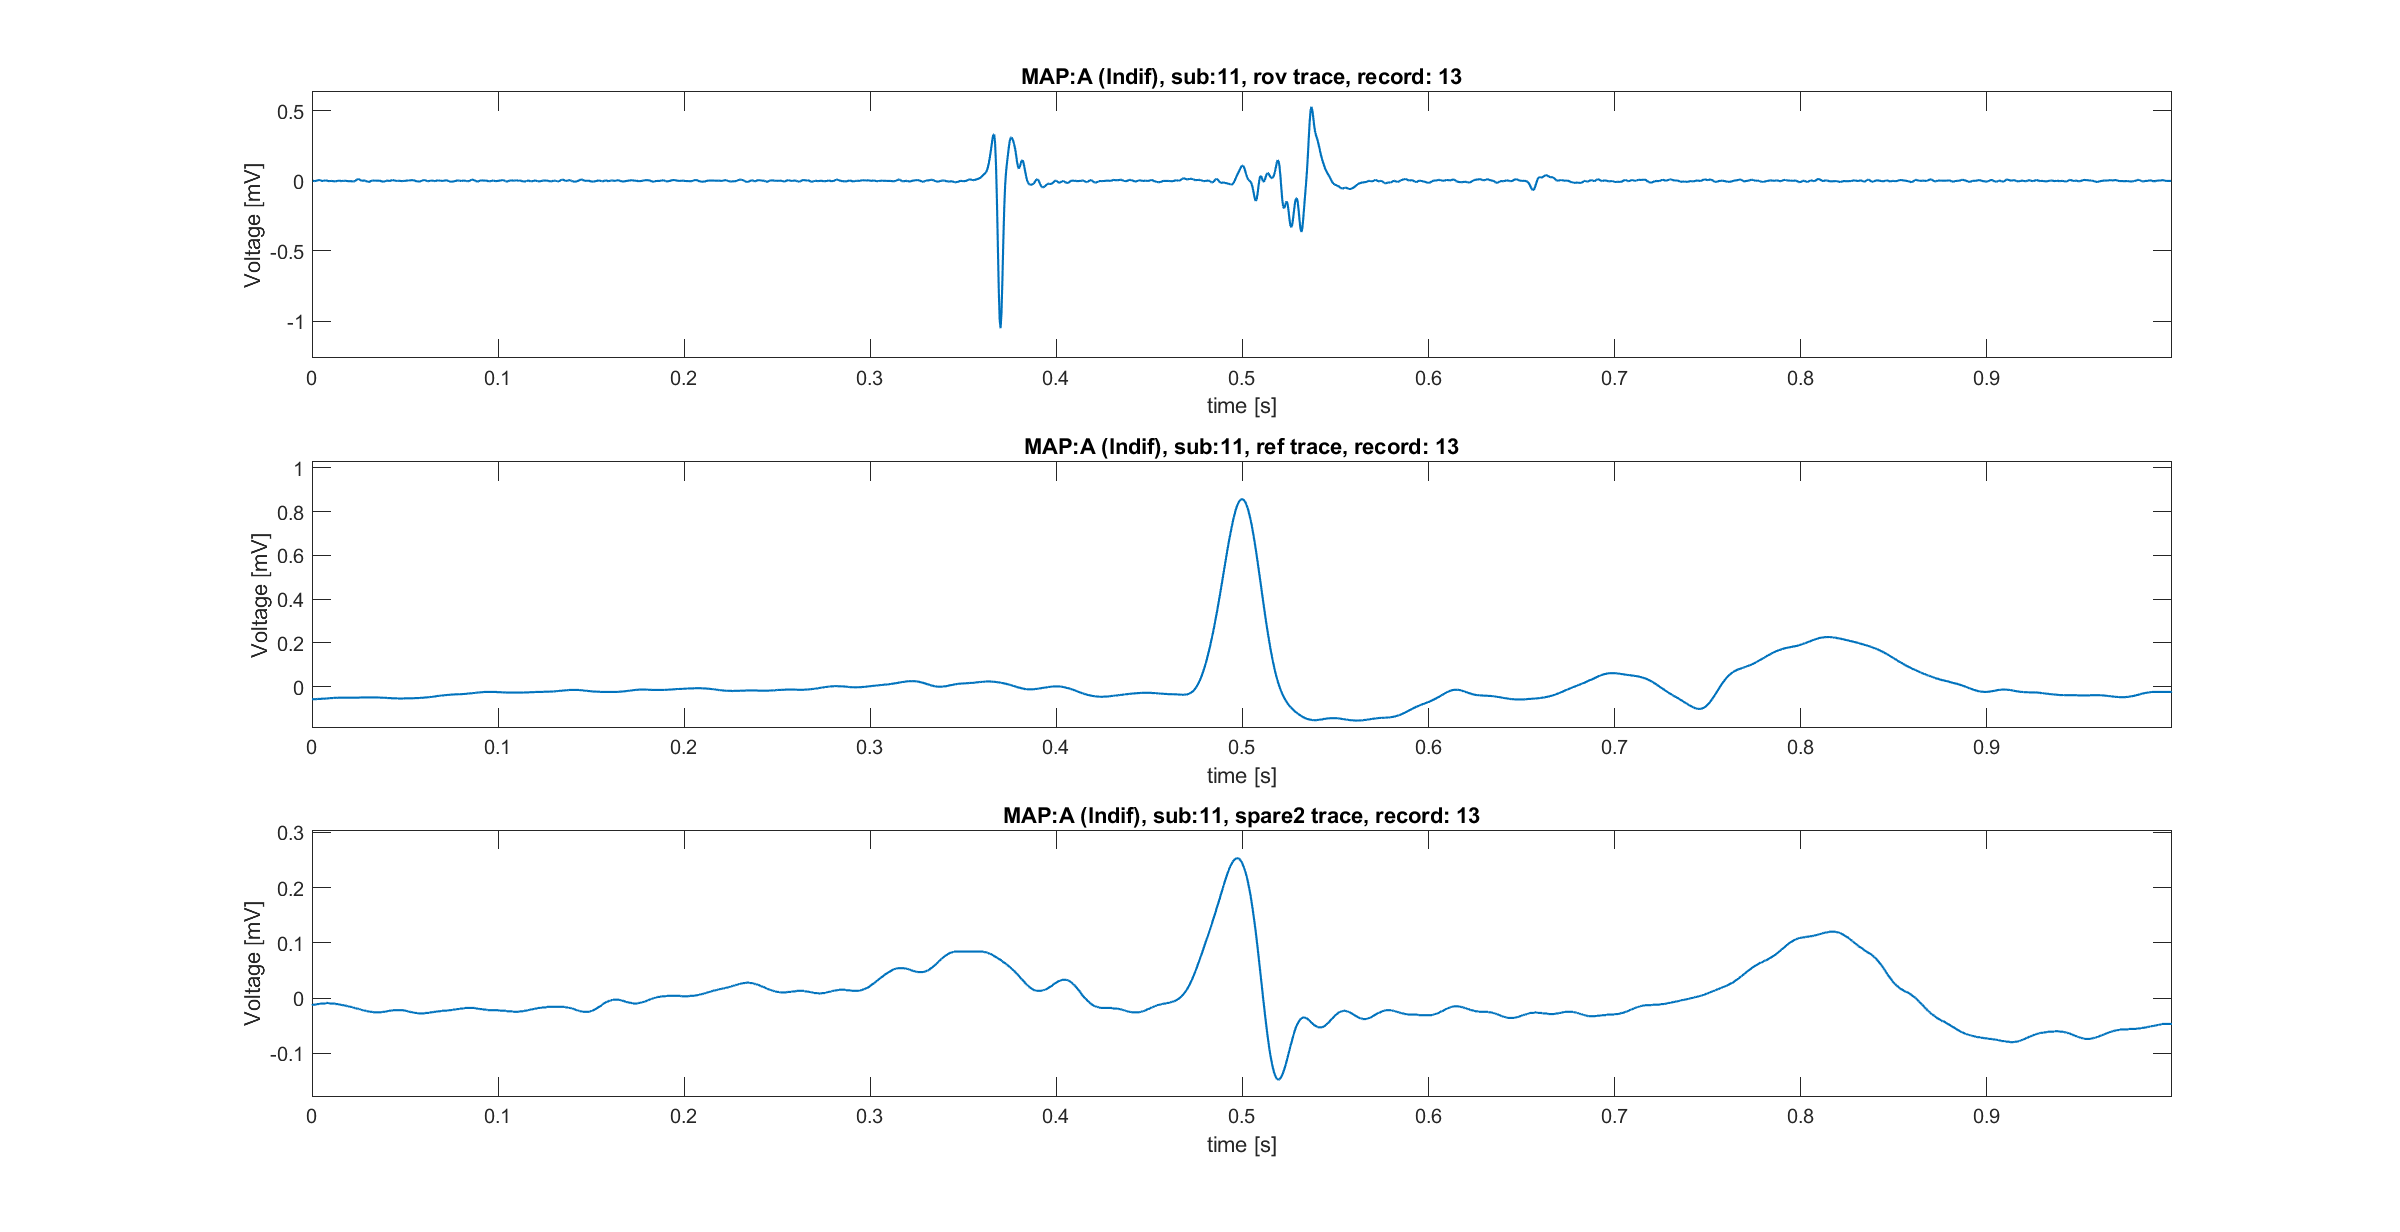 MAP:A (Indif), sub:11, rov trace, record: 13
0.5
0
-0.5
-1
Voltage [mV]
0 0.1 0.2 0.3 0.4 0.5 0.6 0.7 0.8 0.9
time [s]
MAP:A (Indif), sub:11, ref trace, record: 13
1
0.8
0.6
0.4
0.2
0
Voltage [mV]
0 0.1 0.2 0.3 0.4 0.5 0.6 0.7 0.8 0.9
time [s]
MAP:A (Indif), sub:11, spare2 trace, record: 13
0.3
0.2
0.1
0
-0.1
Voltage [mV]
0 0.1 0.2 0.3 0.4 0.5 0.6 0.7 0.8 0.9
time [s]